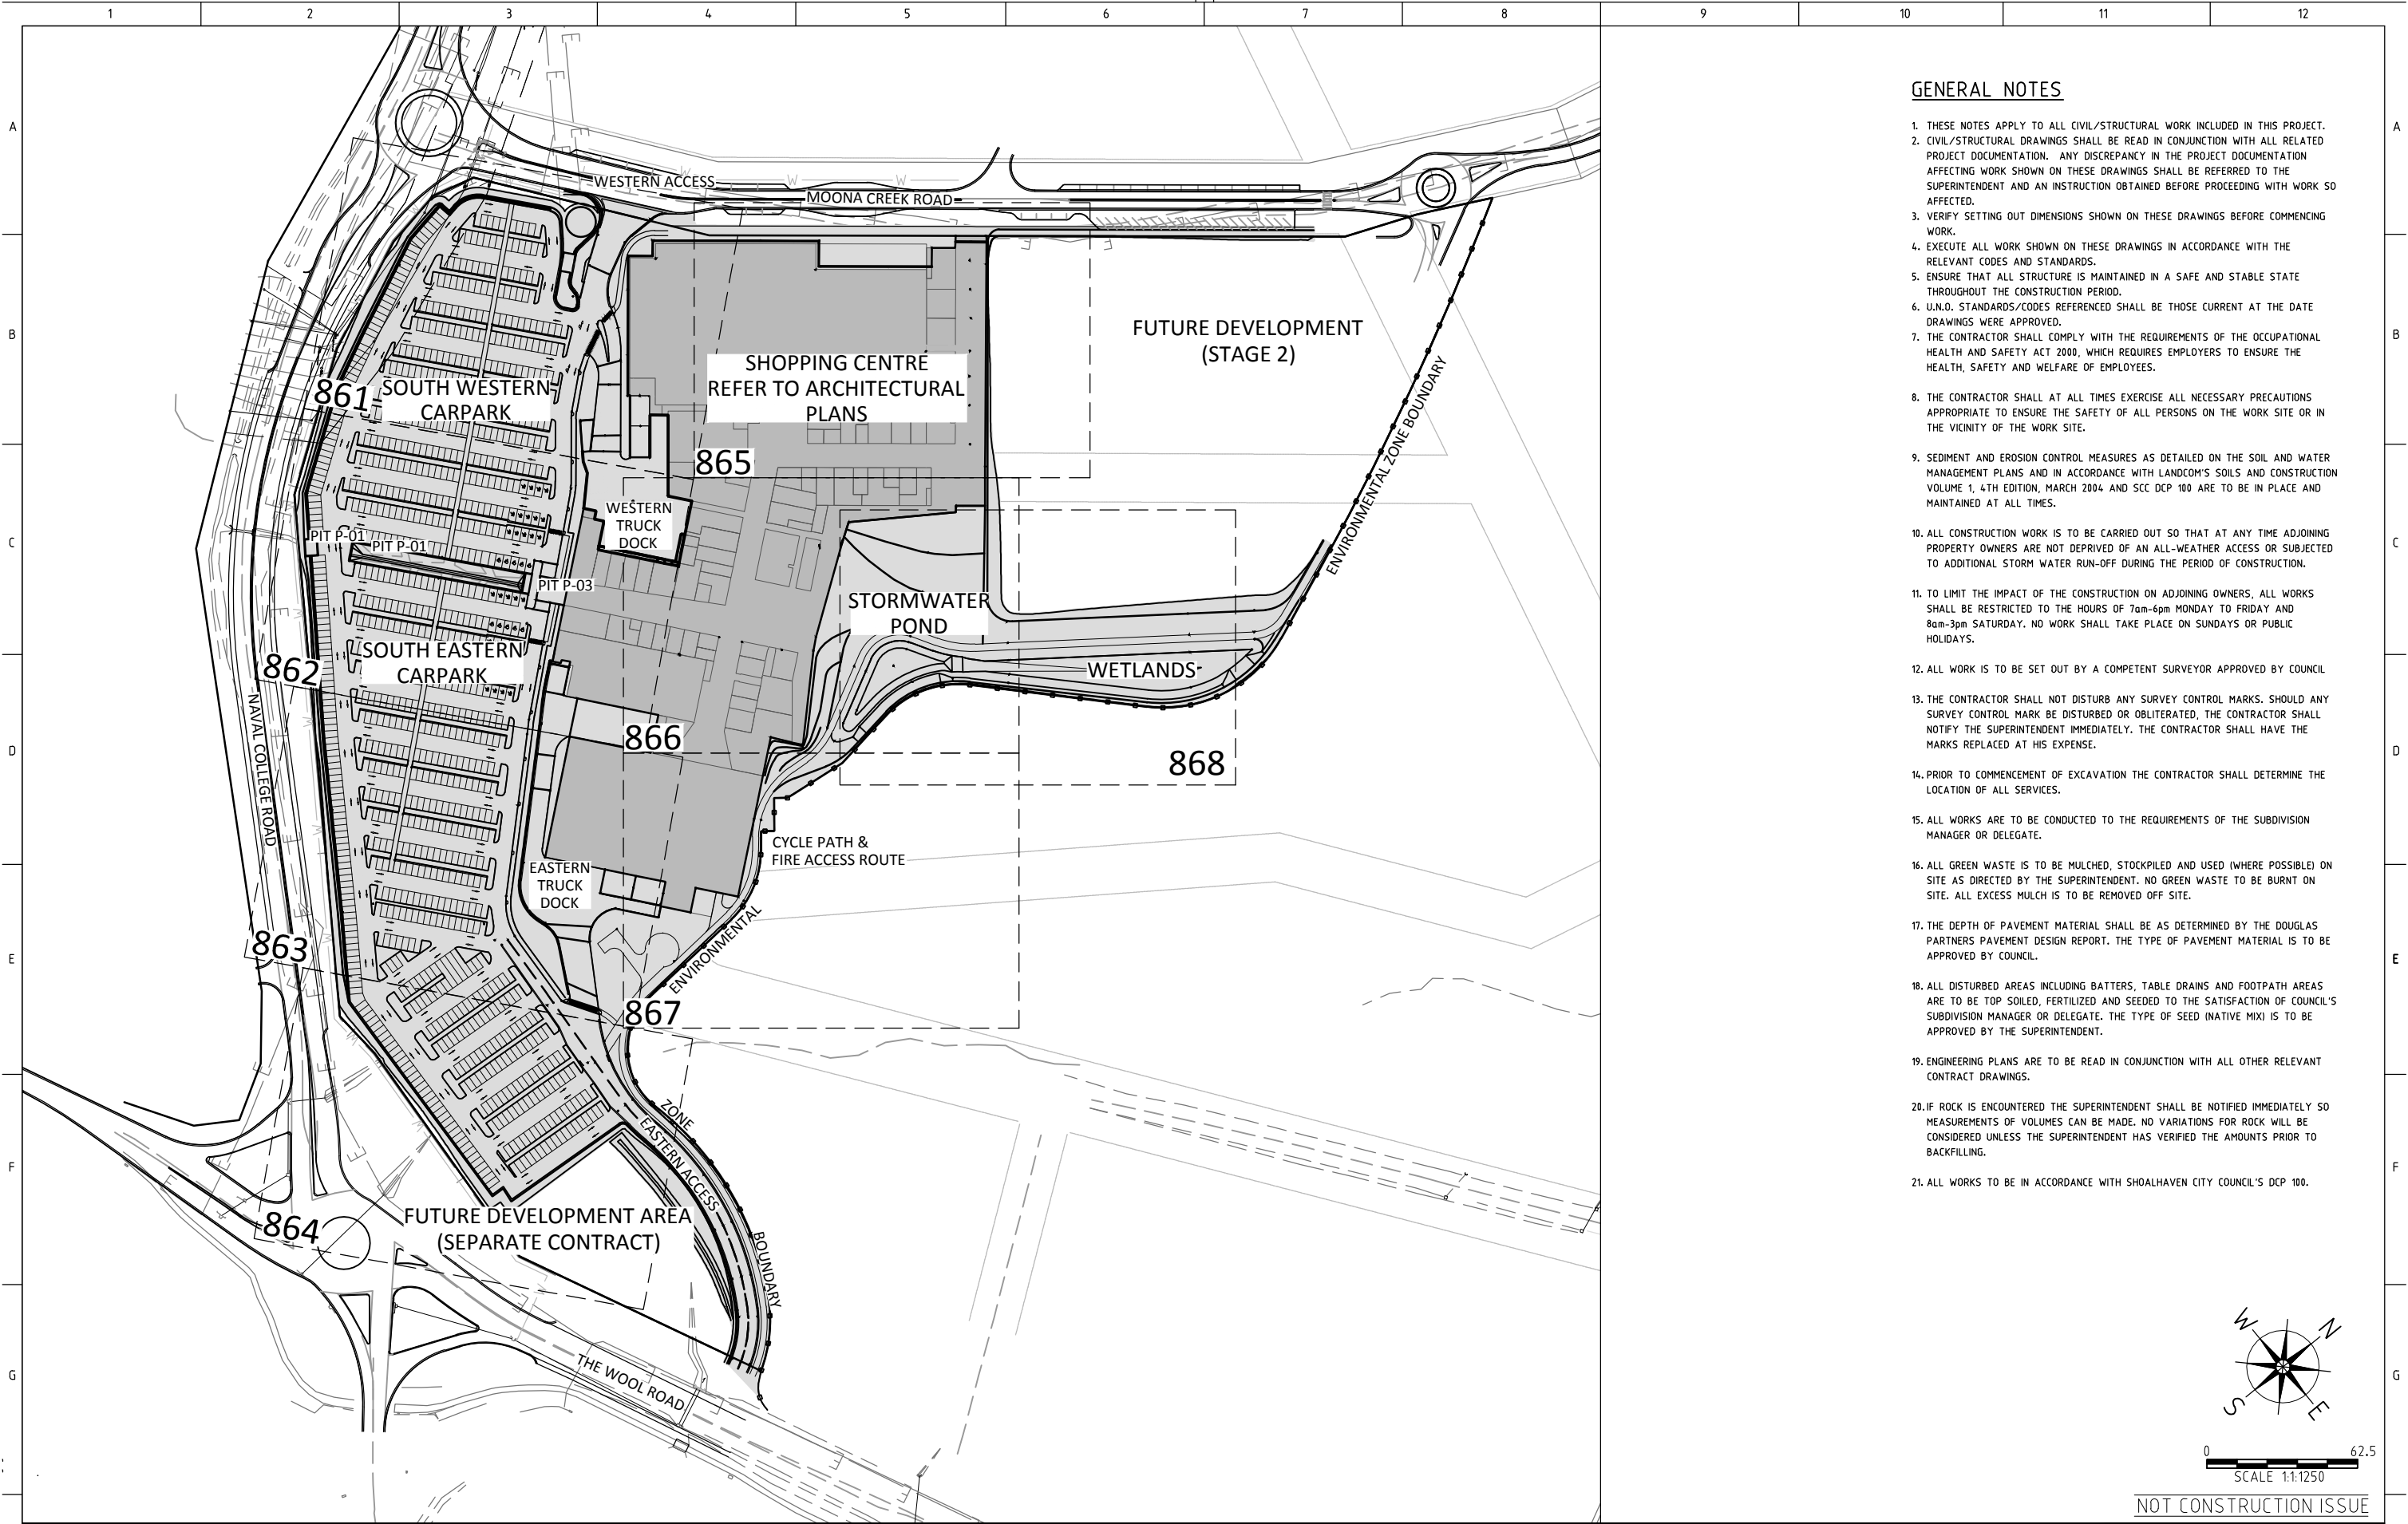 1 2 3 4 5 6 7 8 9 10 11 12
A
B
C
D
E
F
G
WESTERN ACCESS
MOONA CREEK ROAD
FUTURE DEVELOPMENT
(STAGE 2)
SHOPPING CENTRE
REFER TO ARCHITECTURAL
PLANS
861
SOUTH WESTERN
CARPARK
ENVIRONMENTAL ZONE BOUNDARY
865
WESTERN
TRUCK
DOCK
PIT P-01
PIT P-01
PIT P-03
STORMWATER
POND
SOUTH EASTERN
CARPARK
862
WETLANDS
NAVAL COLLEGE ROAD
866
868
CYCLE PATH &
FIRE ACCESS ROUTE
EASTERN
TRUCK
DOCK
863
ENVIRONMENTAL
867
ZONE
EASTERN ACCESS
BOUNDARY
864
FUTURE DEVELOPMENT AREA
(SEPARATE CONTRACT)
THE WOOL ROAD
W
W
W
W
W
W
W
GENERAL NOTES
1. THESE NOTES APPLY TO ALL CIVIL/STRUCTURAL WORK INCLUDED IN THIS PROJECT.
2. CIVIL/STRUCTURAL DRAWINGS SHALL BE READ IN CONJUNCTION WITH ALL RELATED
PROJECT DOCUMENTATION. ANY DISCREPANCY IN THE PROJECT DOCUMENTATION
AFFECTING WORK SHOWN ON THESE DRAWINGS SHALL BE REFERRED TO THE
SUPERINTENDENT AND AN INSTRUCTION OBTAINED BEFORE PROCEEDING WITH WORK SO
AFFECTED.
3. VERIFY SETTING OUT DIMENSIONS SHOWN ON THESE DRAWINGS BEFORE COMMENCING
WORK.
4. EXECUTE ALL WORK SHOWN ON THESE DRAWINGS IN ACCORDANCE WITH THE
RELEVANT CODES AND STANDARDS.
5. ENSURE THAT ALL STRUCTURE IS MAINTAINED IN A SAFE AND STABLE STATE
THROUGHOUT THE CONSTRUCTION PERIOD.
6. U.N.O. STANDARDS/CODES REFERENCED SHALL BE THOSE CURRENT AT THE DATE
DRAWINGS WERE APPROVED.
7. THE CONTRACTOR SHALL COMPLY WITH THE REQUIREMENTS OF THE OCCUPATIONAL
HEALTH AND SAFETY ACT 2000, WHICH REQUIRES EMPLOYERS TO ENSURE THE
HEALTH, SAFETY AND WELFARE OF EMPLOYEES.
8. THE CONTRACTOR SHALL AT ALL TIMES EXERCISE ALL NECESSARY PRECAUTIONS
APPROPRIATE TO ENSURE THE SAFETY OF ALL PERSONS ON THE WORK SITE OR IN
THE VICINITY OF THE WORK SITE.
9. SEDIMENT AND EROSION CONTROL MEASURES AS DETAILED ON THE SOIL AND WATER
MANAGEMENT PLANS AND IN ACCORDANCE WITH LANDCOM'S SOILS AND CONSTRUCTION
VOLUME 1, 4TH EDITION, MARCH 2004 AND SCC DCP 100 ARE TO BE IN PLACE AND
MAINTAINED AT ALL TIMES.
10. ALL CONSTRUCTION WORK IS TO BE CARRIED OUT SO THAT AT ANY TIME ADJOINING
PROPERTY OWNERS ARE NOT DEPRIVED OF AN ALL-WEATHER ACCESS OR SUBJECTED
TO ADDITIONAL STORM WATER RUN-OFF DURING THE PERIOD OF CONSTRUCTION.
11. TO LIMIT THE IMPACT OF THE CONSTRUCTION ON ADJOINING OWNERS, ALL WORKS
SHALL BE RESTRICTED TO THE HOURS OF 7am-6pm MONDAY TO FRIDAY AND
8am-3pm SATURDAY. NO WORK SHALL TAKE PLACE ON SUNDAYS OR PUBLIC
HOLIDAYS.
12. ALL WORK IS TO BE SET OUT BY A COMPETENT SURVEYOR APPROVED BY COUNCIL
13. THE CONTRACTOR SHALL NOT DISTURB ANY SURVEY CONTROL MARKS. SHOULD ANY
SURVEY CONTROL MARK BE DISTURBED OR OBLITERATED, THE CONTRACTOR SHALL
NOTIFY THE SUPERINTENDENT IMMEDIATELY. THE CONTRACTOR SHALL HAVE THE
MARKS REPLACED AT HIS EXPENSE.
14. PRIOR TO COMMENCEMENT OF EXCAVATION THE CONTRACTOR SHALL DETERMINE THE
LOCATION OF ALL SERVICES.
15. ALL WORKS ARE TO BE CONDUCTED TO THE REQUIREMENTS OF THE SUBDIVISION
MANAGER OR DELEGATE.
16. ALL GREEN WASTE IS TO BE MULCHED, STOCKPILED AND USED (WHERE POSSIBLE) ON
SITE AS DIRECTED BY THE SUPERINTENDENT. NO GREEN WASTE TO BE BURNT ON
SITE. ALL EXCESS MULCH IS TO BE REMOVED OFF SITE.
17. THE DEPTH OF PAVEMENT MATERIAL SHALL BE AS DETERMINED BY THE DOUGLAS
PARTNERS PAVEMENT DESIGN REPORT. THE TYPE OF PAVEMENT MATERIAL IS TO BE
APPROVED BY COUNCIL.
18. ALL DISTURBED AREAS INCLUDING BATTERS, TABLE DRAINS AND FOOTPATH AREAS
ARE TO BE TOP SOILED, FERTILIZED AND SEEDED TO THE SATISFACTION OF COUNCIL'S
SUBDIVISION MANAGER OR DELEGATE. THE TYPE OF SEED (NATIVE MIX) IS TO BE
APPROVED BY THE SUPERINTENDENT.
19. ENGINEERING PLANS ARE TO BE READ IN CONJUNCTION WITH ALL OTHER RELEVANT
CONTRACT DRAWINGS.
20. IF ROCK IS ENCOUNTERED THE SUPERINTENDENT SHALL BE NOTIFIED IMMEDIATELY SO
MEASUREMENTS OF VOLUMES CAN BE MADE. NO VARIATIONS FOR ROCK WILL BE
CONSIDERED UNLESS THE SUPERINTENDENT HAS VERIFIED THE AMOUNTS PRIOR TO
BACKFILLING.
21. ALL WORKS TO BE IN ACCORDANCE WITH SHOALHAVEN CITY COUNCIL'S DCP 100.
W N
S E
0 62.5
SCALE 1:1:1250
NOT CONSTRUCTION ISSUE
A
B
C
D
E
F
G